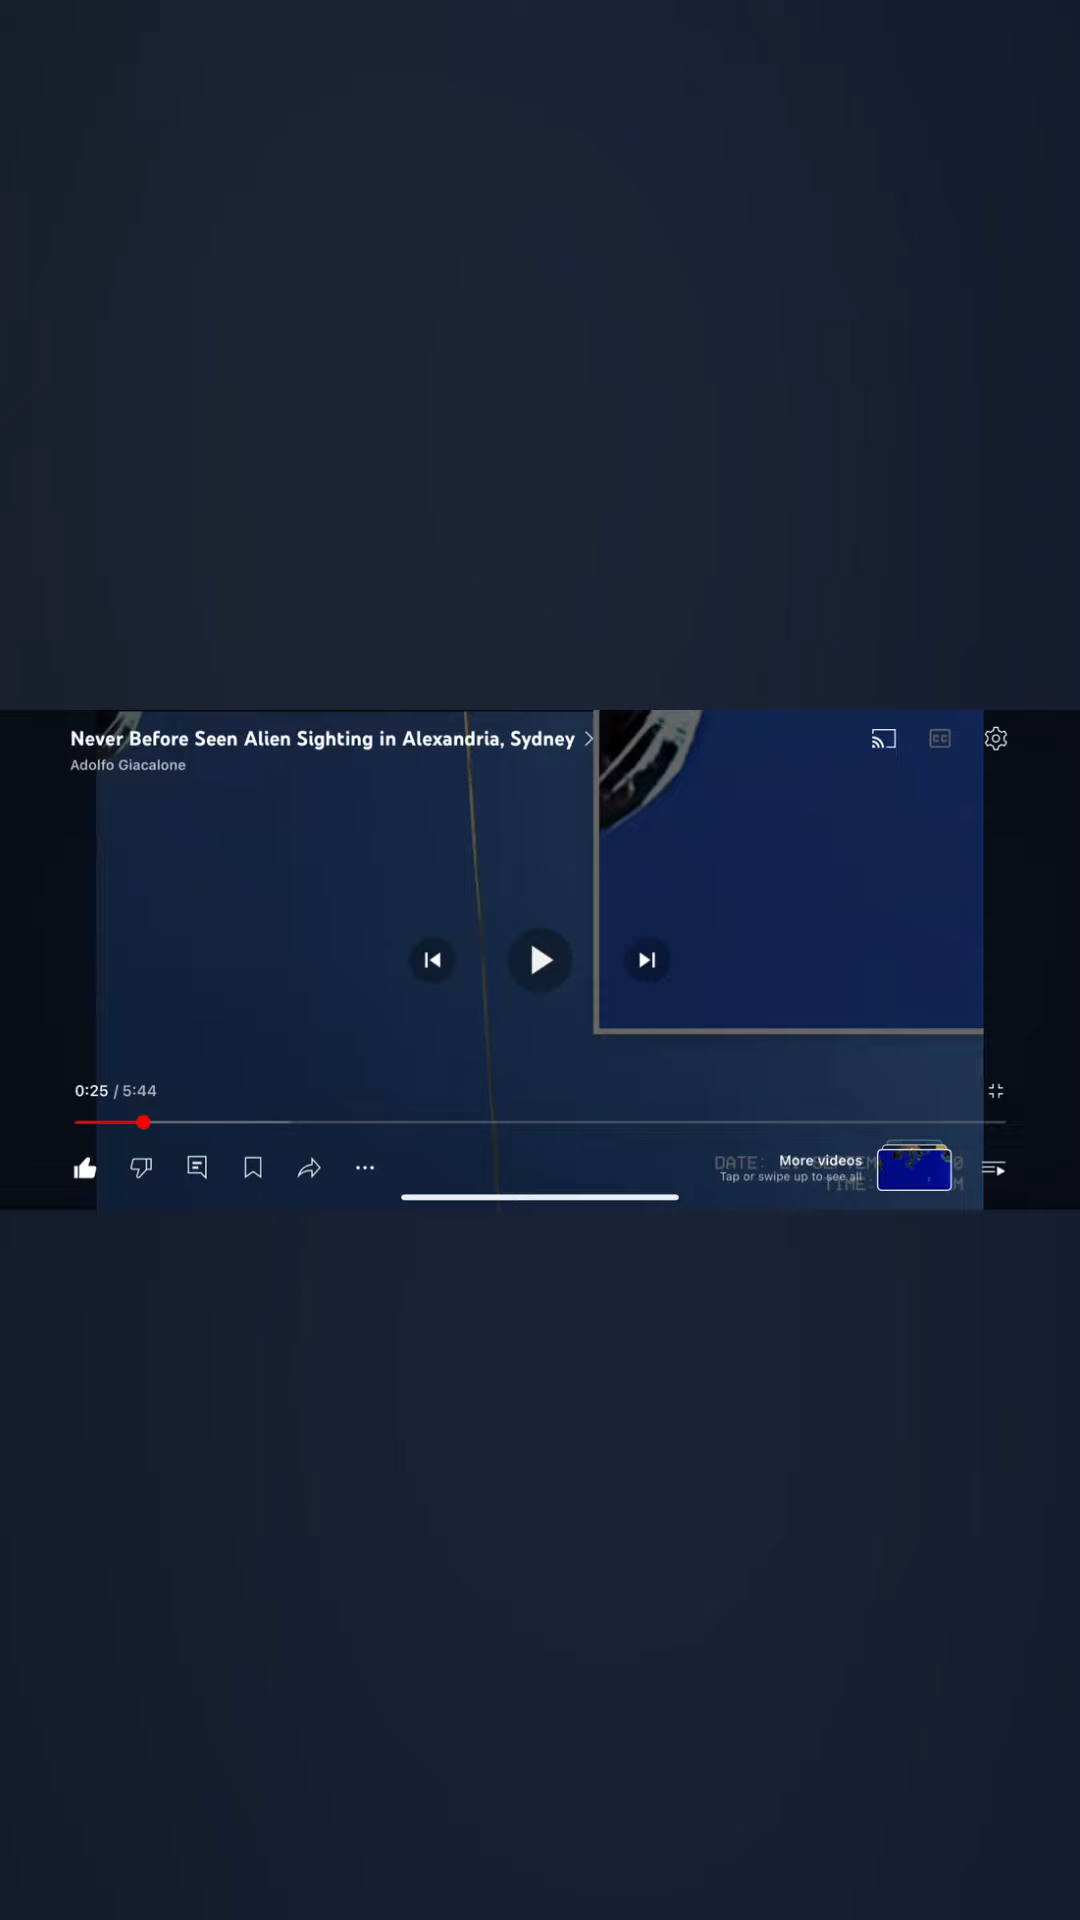 Never Before Seen Alien Sighting in Alexandria, Sydney
Adolfo Giacalone
CC
0:25 / 5:44
More videos
Tap or swipe up to see all
DATE:
TIME: